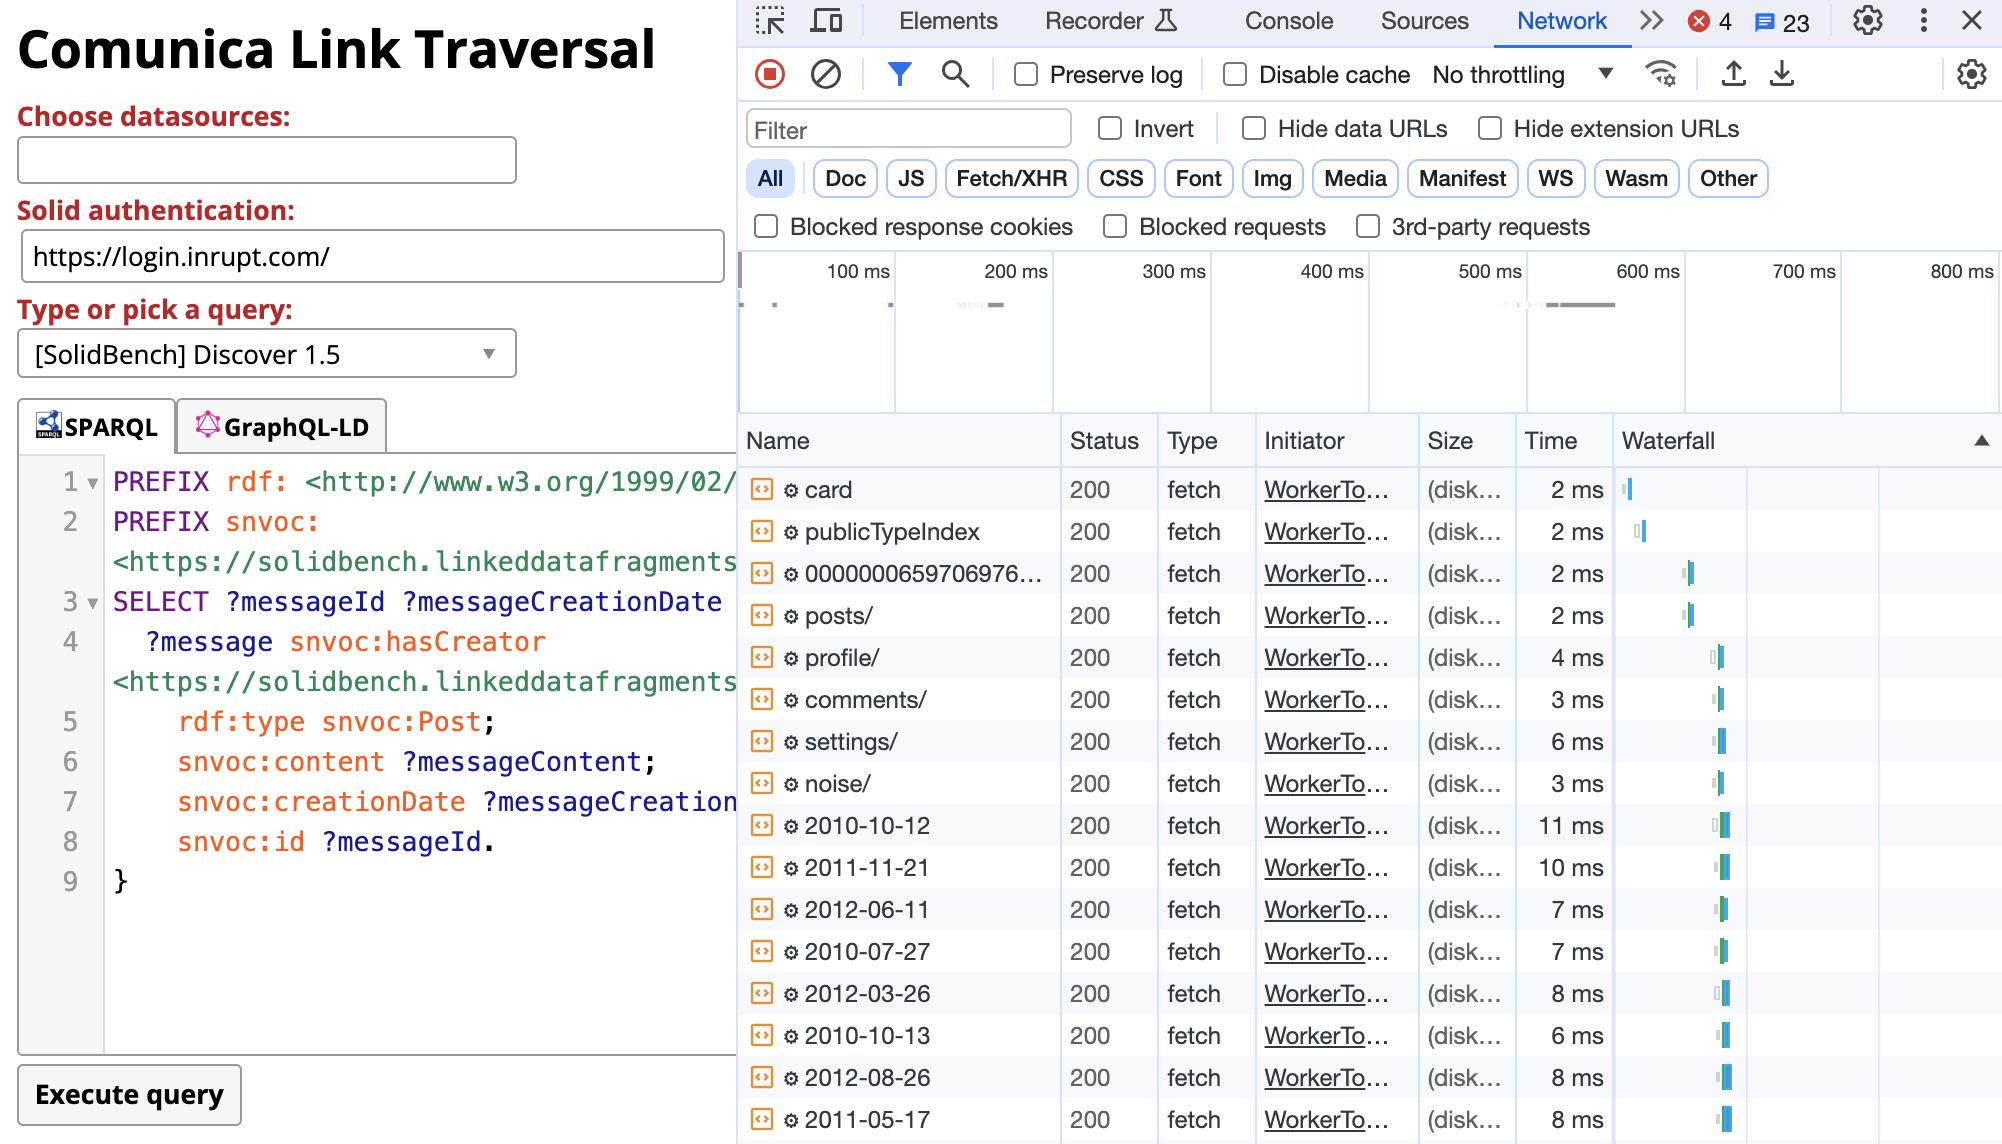 Comunica Link Traversal
Choose datasources:
Solid authentication:
https://login.inrupt.com/
Type or pick a query:
[SolidBench] Discover 1.5
SPARQL GraphQL-LD
1 PREFIX rdf: <http://www.w3.org/1999/02/
2 PREFIX snvoc:
<https://solidbench.linkeddatafragments
3 SELECT ?messageId ?messageCreationDate
4 ?message snvoc:hasCreator
<https://solidbench.linkeddatafragments
5 rdf:type snvoc:Post;
6 snvoc:content ?messageContent;
7 snvoc:creationDate ?messageCreation
8 snvoc:id ?messageId.
9 }
Execute query
Elements Recorder Console Sources Network 4 23
Preserve log Disable cache No throttling
Filter Invert Hide data URLs Hide extension URLs
All Doc JS Fetch/XHR CSS Font Img Media Manifest WS Wasm Other
Blocked response cookies Blocked requests 3rd-party requests
100 ms 200 ms 300 ms 400 ms 500 ms 600 ms 700 ms 800 ms
Name Status Type Initiator Size Time Waterfall
card 200 fetch WorkerTo... (disk... 2 ms
publicTypeIndex 200 fetch WorkerTo... (disk... 2 ms
0000000659706976... 200 fetch WorkerTo... (disk... 2 ms
posts/ 200 fetch WorkerTo... (disk... 2 ms
profile/ 200 fetch WorkerTo... (disk... 4 ms
comments/ 200 fetch WorkerTo... (disk... 3 ms
settings/ 200 fetch WorkerTo... (disk... 6 ms
noise/ 200 fetch WorkerTo... (disk... 3 ms
2010-10-12 200 fetch WorkerTo... (disk... 11 ms
2011-11-21 200 fetch WorkerTo... (disk... 10 ms
2012-06-11 200 fetch WorkerTo... (disk... 7 ms
2010-07-27 200 fetch WorkerTo... (disk... 7 ms
2012-03-26 200 fetch WorkerTo... (disk... 8 ms
2010-10-13 200 fetch WorkerTo... (disk... 6 ms
2012-08-26 200 fetch WorkerTo... (disk... 8 ms
2011-05-17 200 fetch WorkerTo... (disk... 8 ms